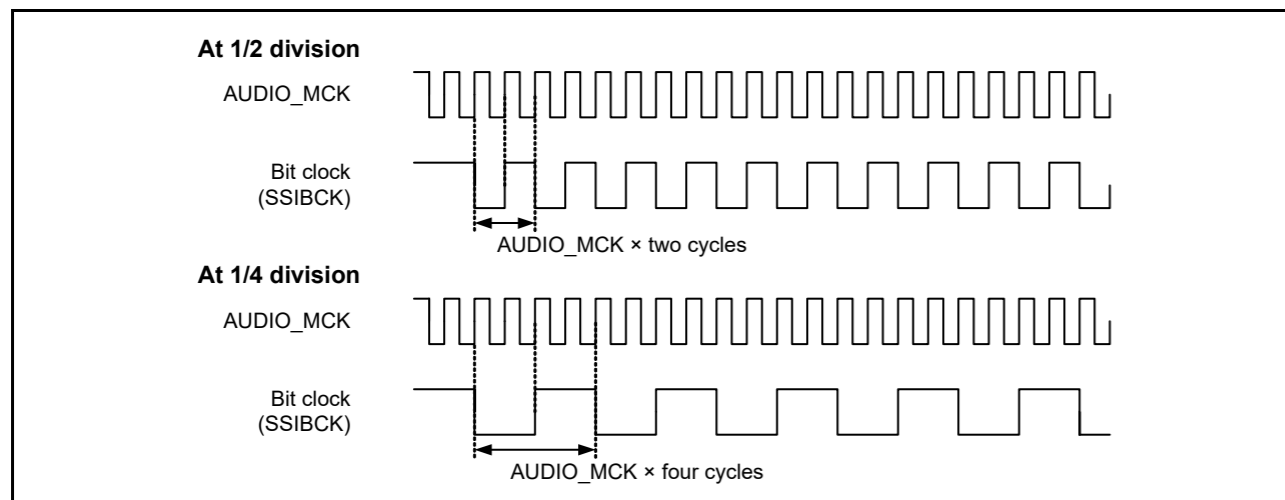 At 1/2 division
AUDIO_MCK
Bit clock
(SSIBCK)
AUDIO_MCK × two cycles
At 1/4 division
AUDIO_MCK
Bit clock
(SSIBCK)
AUDIO_MCK × four cycles